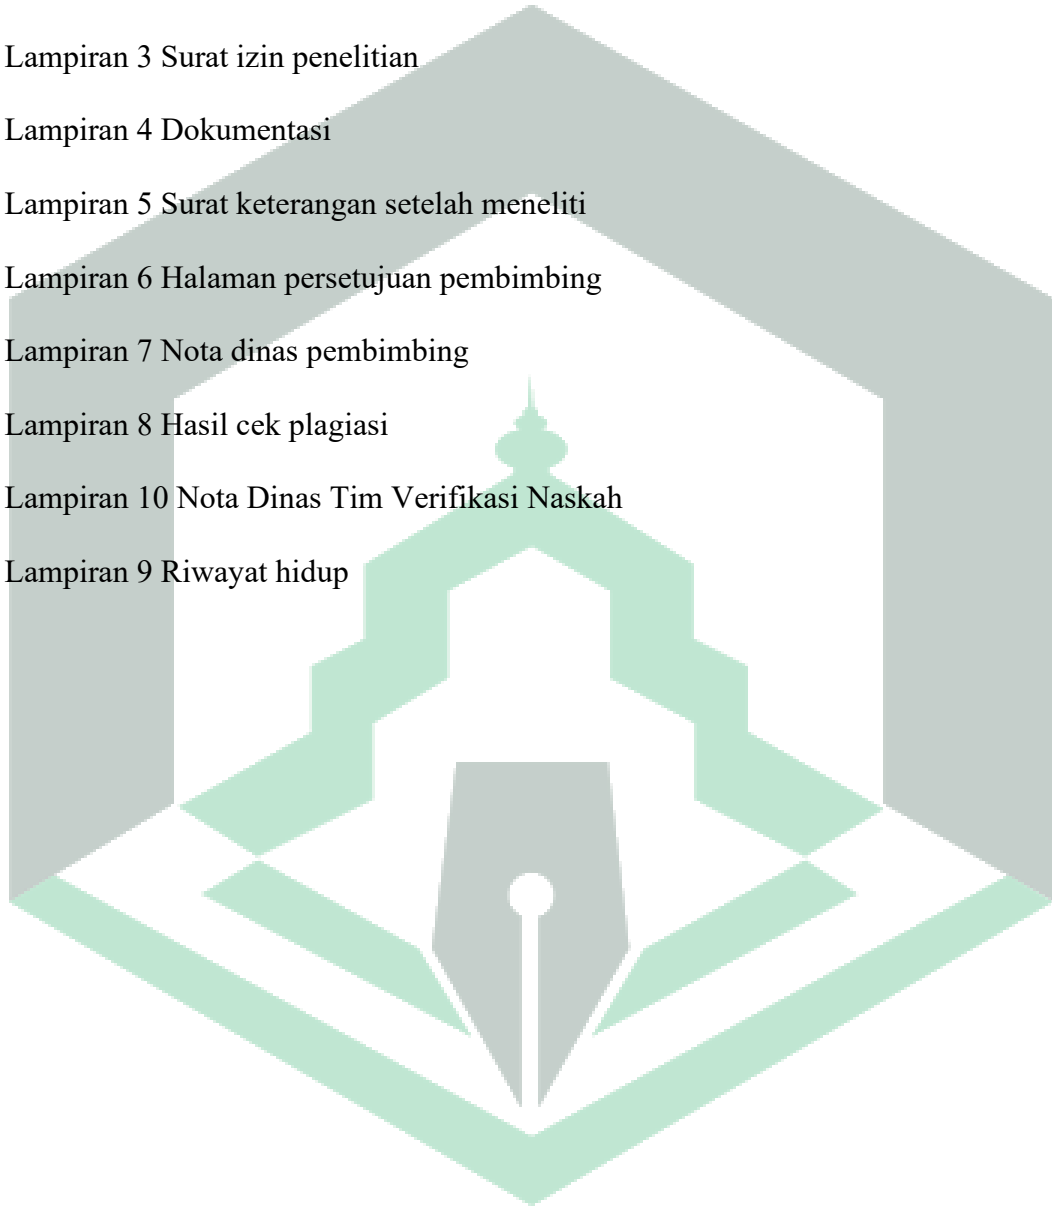 Lampiran 3 Surat izin penelitian
Lampiran 4 Dokumentasi
Lampiran 5 Surat keterangan setelah meneliti
Lampiran 6 Halaman persetujuan pembimbing
Lampiran 7 Nota dinas pembimbing
Lampiran 8 Hasil cek plagiasi
Lampiran 10 Nota Dinas Tim Verifikasi Naskah
Lampiran 9 Riwayat hidup